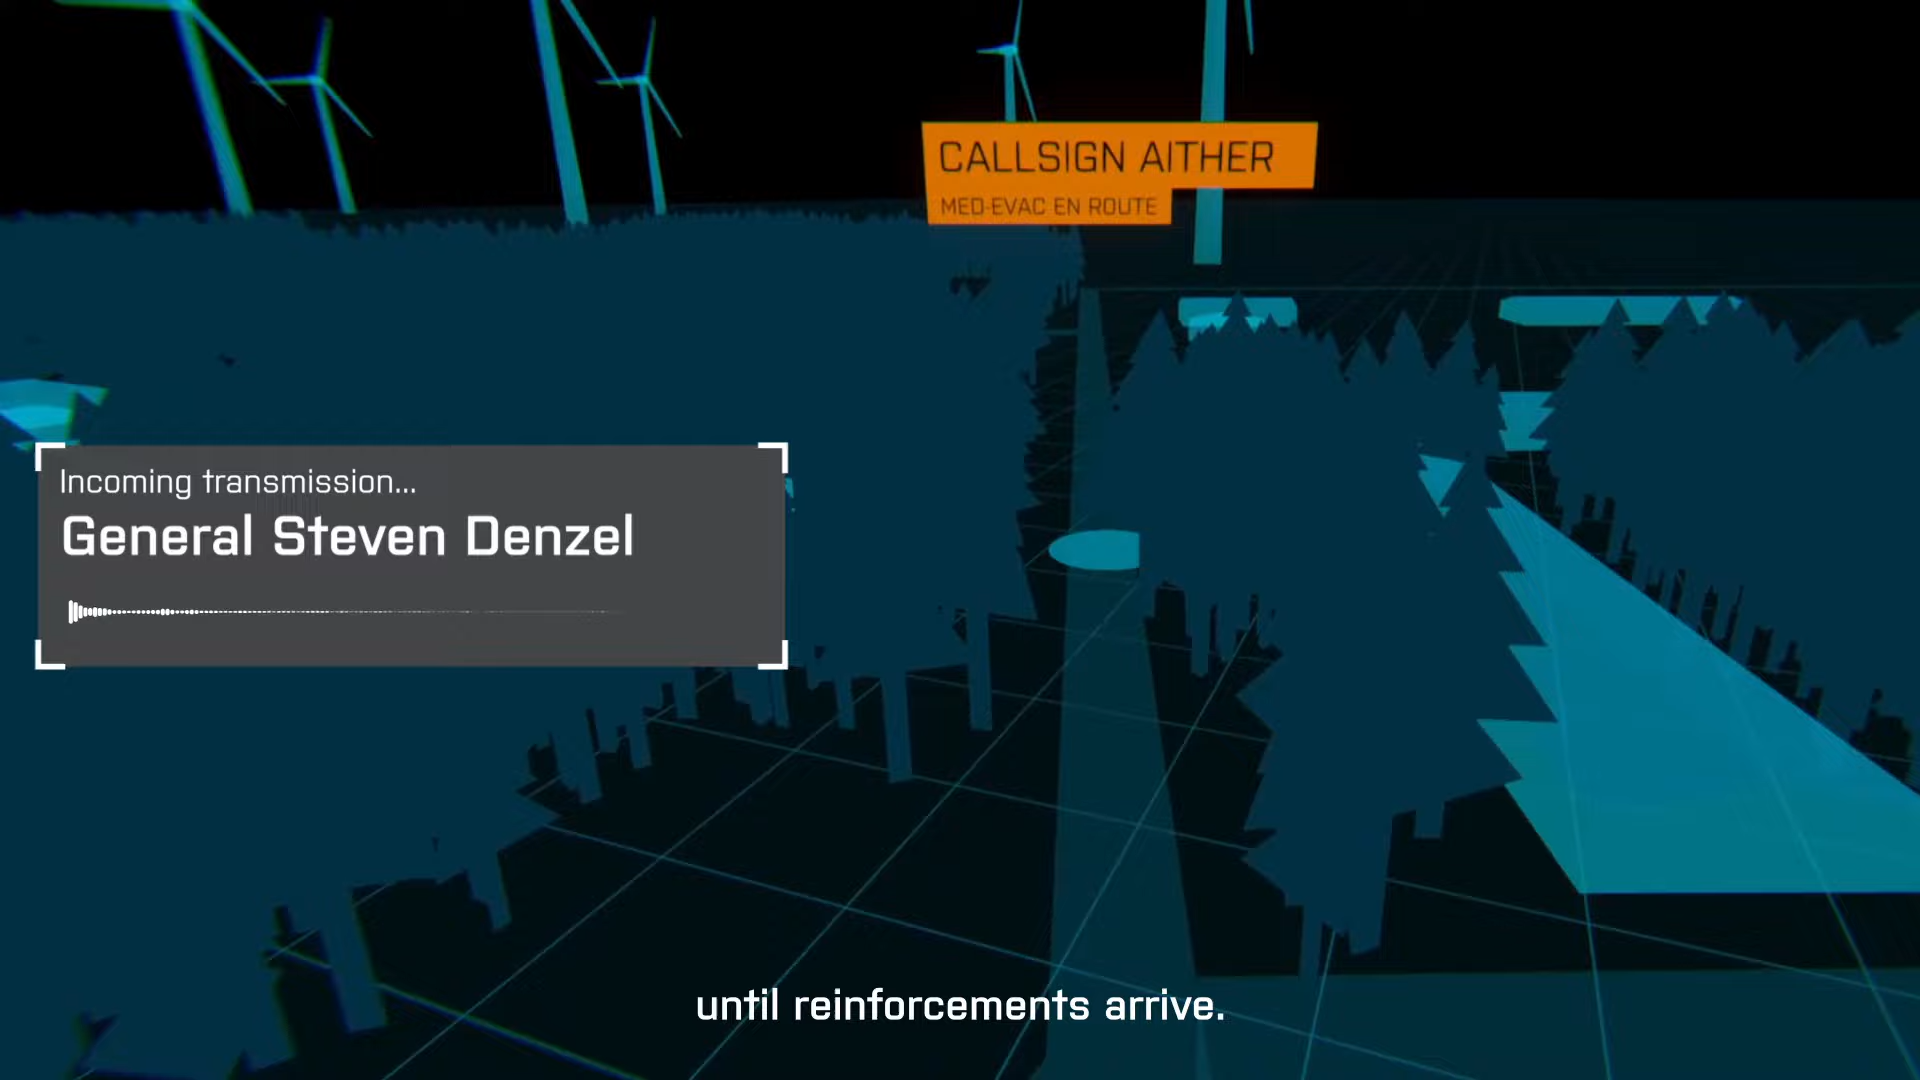 CALLSIGN AITHER
MED-EVAC EN ROUTE
Incoming transmission...
General Steven Denzel
until reinforcements arrive.